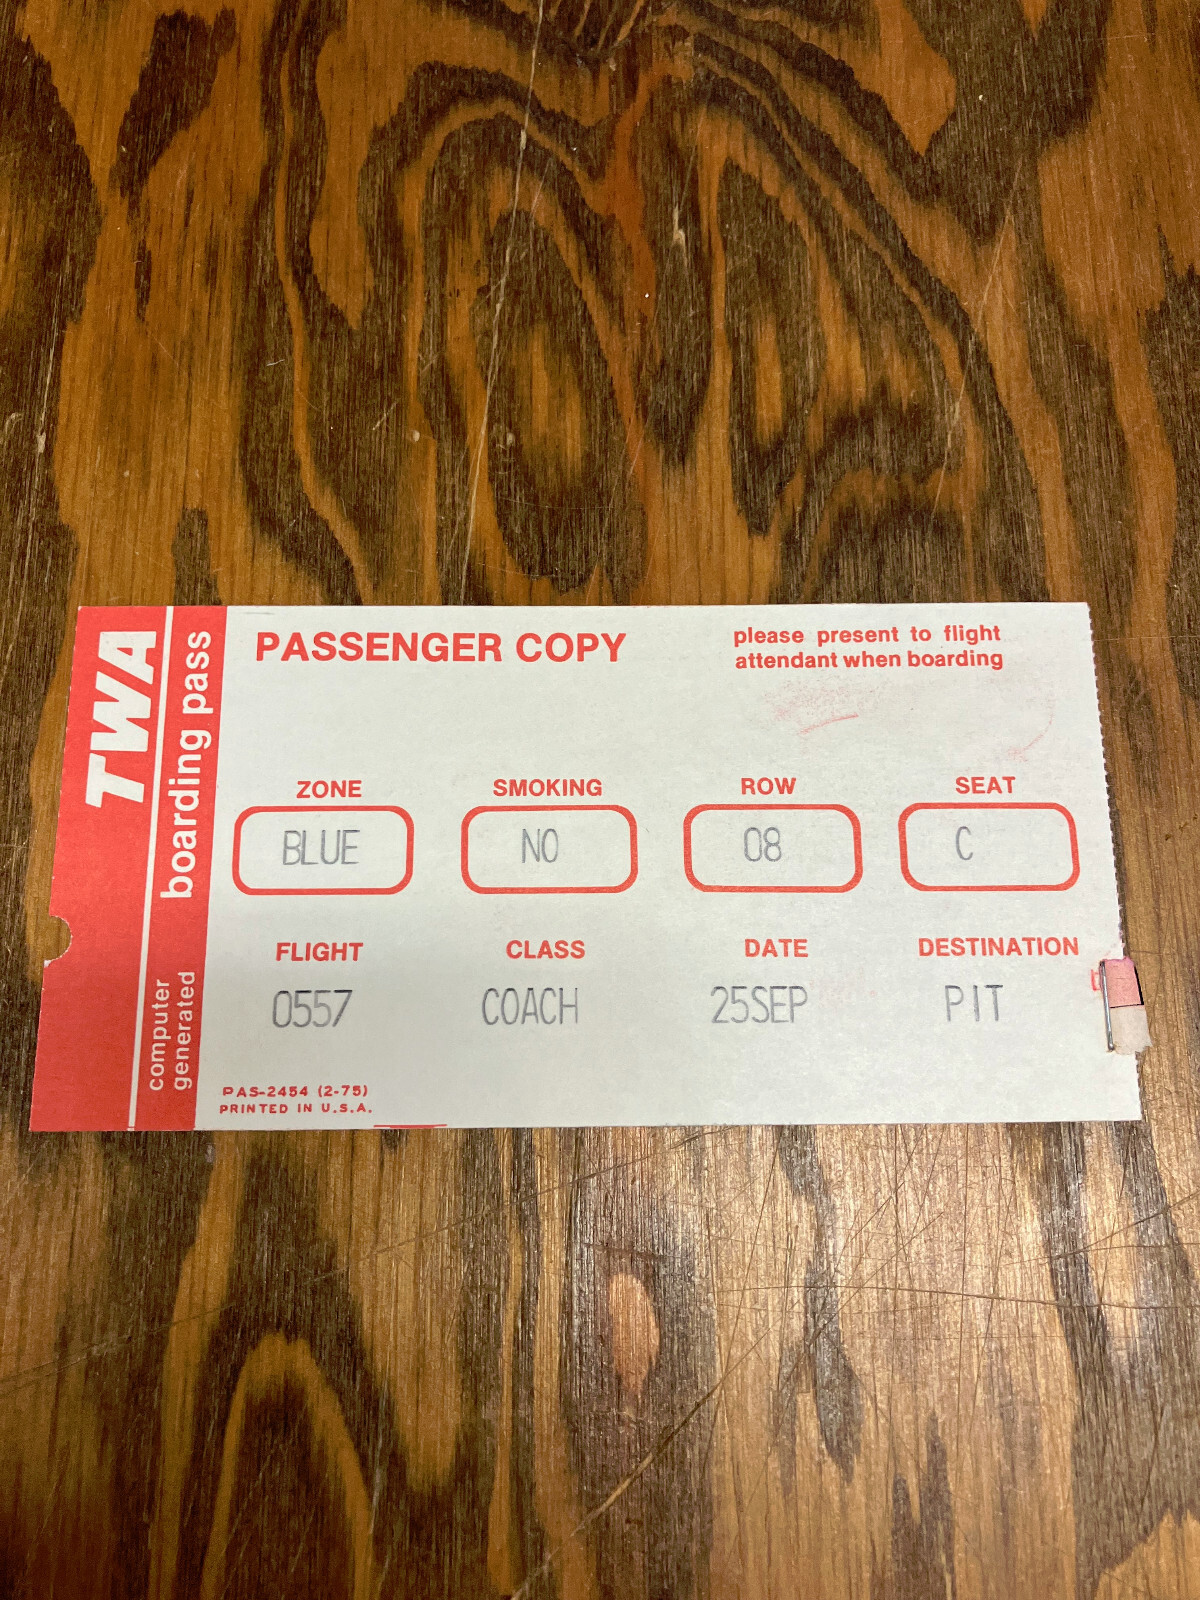 TWA
boarding pass
computer
generated
PASSENGER COPY
please present to flight
attendant when boarding
ZONE SMOKING ROW SEAT
BLUE NO 08 C
FLIGHT CLASS DATE DESTINATION
0557 COACH 25SEP PIT
PAS-2454 (2-75)
PRINTED IN U.S.A.